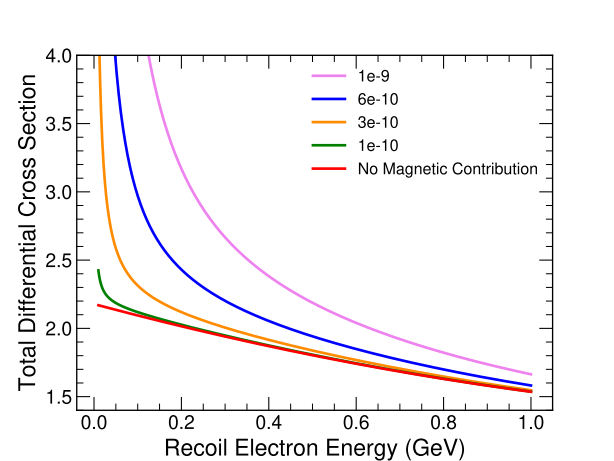 4.0
3.5
3.0
2.5
2.0
1.5
Total Differential Cross Section
1e-9
6e-10
3e-10
1e-10
No Magnetic Contribution
0.0 0.2 0.4 0.6 0.8 1.0
Recoil Electron Energy (GeV)